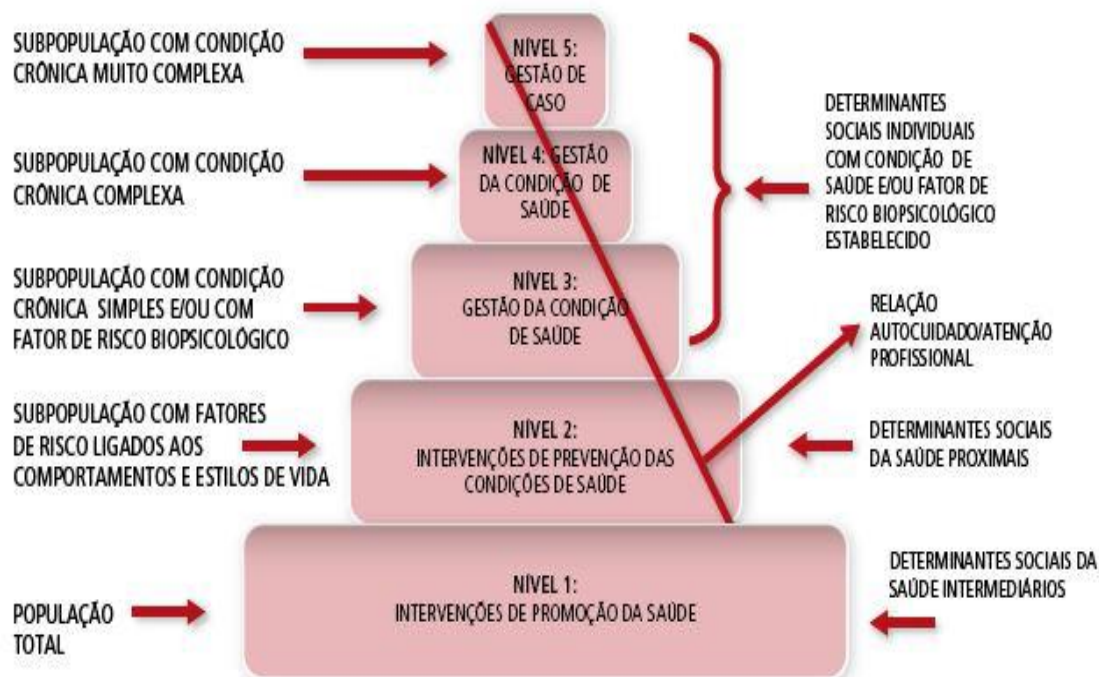 SUBPOPULAÇÃO COM CONDIÇÃO
CRÔNICA MUITO COMPLEXA
SUBPOPULAÇÃO COM CONDIÇÃO
CRÔNICA COMPLEXA
SUBPOPULAÇÃO COM CONDIÇÃO
CRÔNICA SIMPLES E/OU COM
FATOR DE RISCO BIOPSICOLÓGICO
SUBPOPULAÇÃO COM FATORES
DE RISCO LIGADOS AOS
COMPORTAMENTOS E ESTILOS DE VIDA
POPULAÇÃO
TOTAL
NÍVEL 5:
GESTÃO DE
CASO
NÍVEL 4: GESTÃO
DA CONDIÇÃO DE
SAÚDE
NÍVEL 3:
GESTÃO DA CONDIÇÃO
DE SAÚDE
NÍVEL 2:
INTERVENÇÕES DE PREVENÇÃO DAS
CONDIÇÕES DE SAÚDE
NÍVEL 1:
INTERVENÇÕES DE PROMOÇÃO DA SAÚDE
DETERMINANTES
SOCIAIS INDIVIDUAIS
COM CONDIÇÃO DE
SAÚDE E/OU FATOR DE
RISCO BIOPSICOLÓGICO
ESTABELECIDO
RELAÇÃO
AUTOCUIDADO/ATENÇÃO
PROFISSIONAL
DETERMINANTES SOCIAIS
DA SAÚDE PROXIMAIS
DETERMINANTES SOCIAIS DA
SAÚDE INTERMEDIÁRIOS